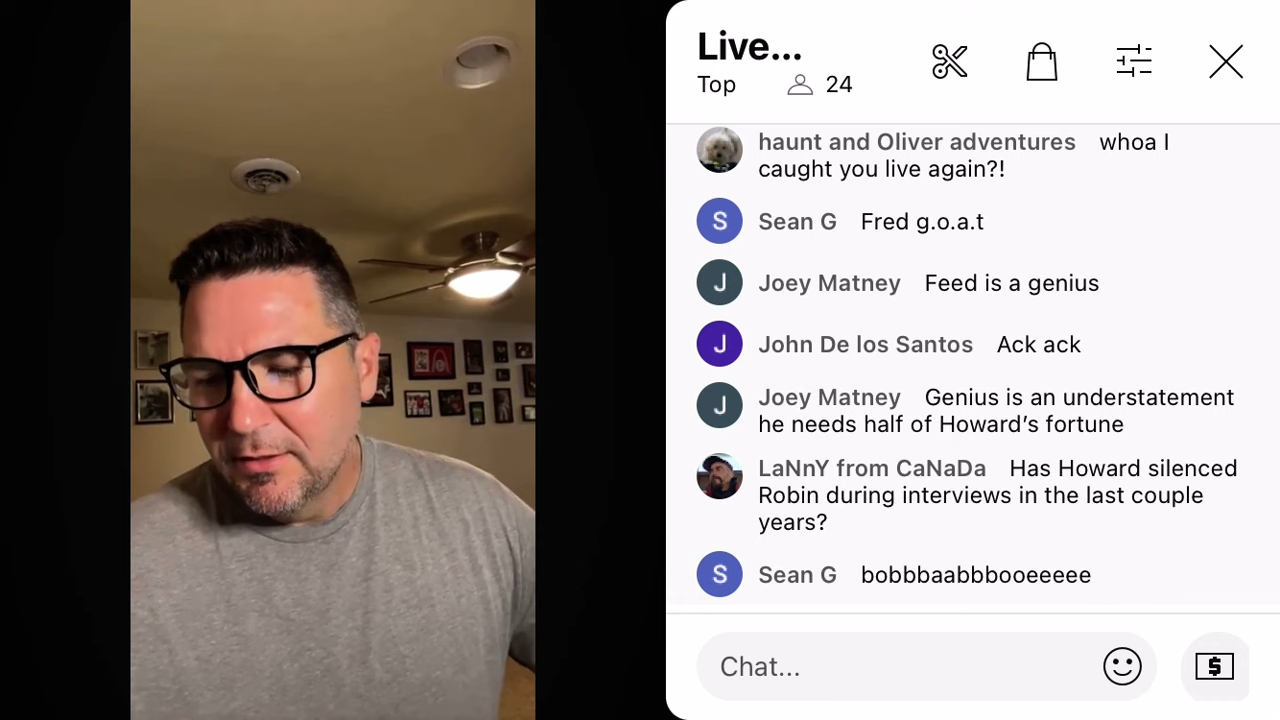 Live...
Top 24
haunt and Oliver adventures whoa I
caught you live again?!
S Sean G Fred g.o.a.t
J Joey Matney Feed is a genius
J John De los Santos Ack ack
J Joey Matney Genius is an understatement
he needs half of Howard’s fortune
LaNnY from CaNaDa Has Howard silenced
Robin during interviews in the last couple
years?
S Sean G bobbbaabbbooeeeee
Chat...
$